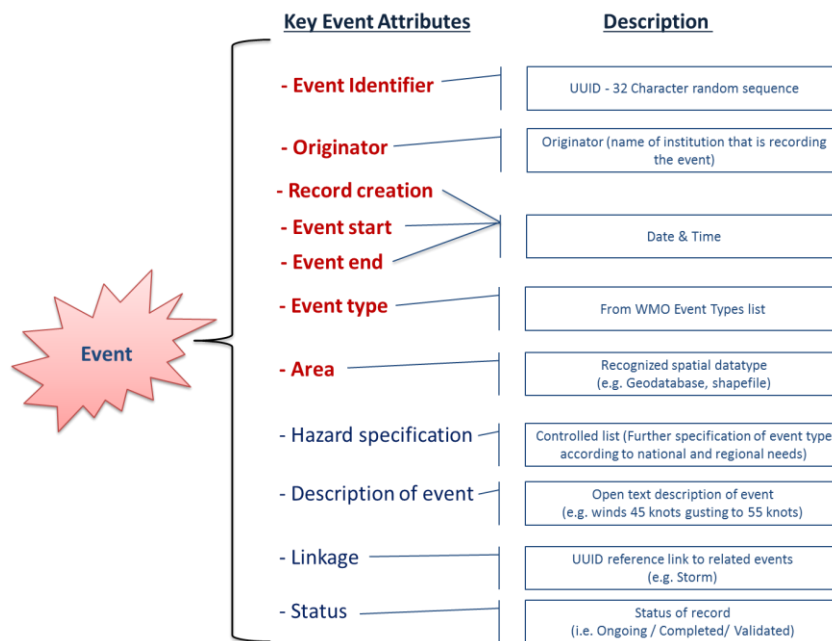 Key Event Attributes
Description
- Event Identifier
UUID - 32 Character random sequence
- Originator
Originator (name of institution that is recording
the event)
- Record creation
- Event start
- Event end
Date & Time
- Event type
From WMO Event Types list
Event
- Area
Recognized spatial datatype
(e.g. Geodatabase, shapefile)
- Hazard specification
Controlled list (Further specification of event type
according to national and regional needs)
- Description of event
Open text description of event
(e.g. winds 45 knots gusting to 55 knots)
- Linkage
UUID reference link to related events
(e.g. Storm)
- Status
Status of record
(i.e. Ongoing / Completed/ Validated)